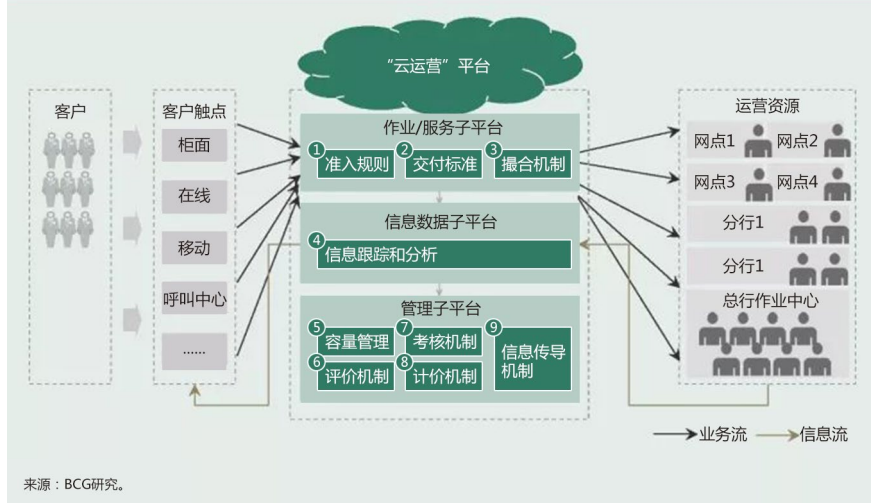 “云运营”平台
客户
客户触点
柜面
在线
移动
呼叫中心
……
作业/服务子平台
1 准入规则
2 交付标准
3 撮合机制
信息数据子平台
4 信息跟踪和分析
管理子平台
5 容量管理
7 考核机制
9 信息传导
机制
6 评价机制
8 计价机制
运营资源
网点1
网点2
网点3
网点4
分行1
分行1
总行作业中心
业务流
信息流
来源：BCG研究。